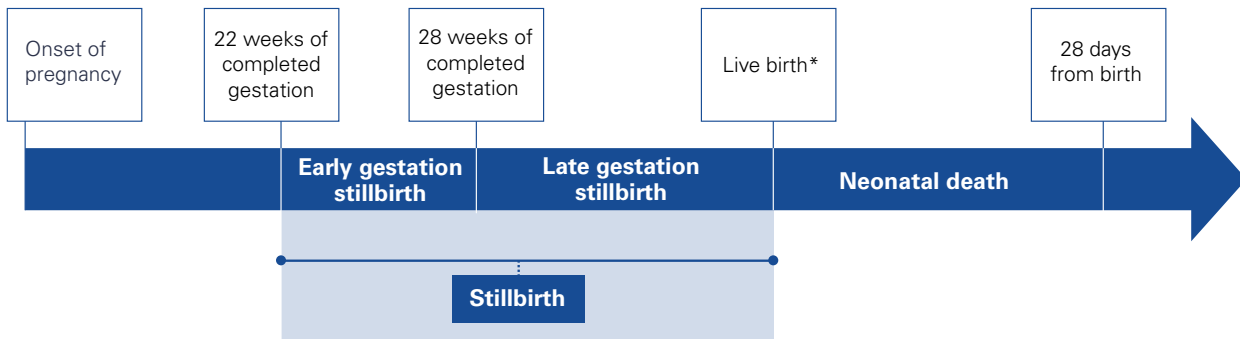 Onset of
pregnancy
22 weeks of
completed
gestation
28 weeks of
completed
gestation
Live birth*
28 days
from birth
Early gestation
stillbirth
Late gestation
stillbirth
Neonatal death
Stillbirth